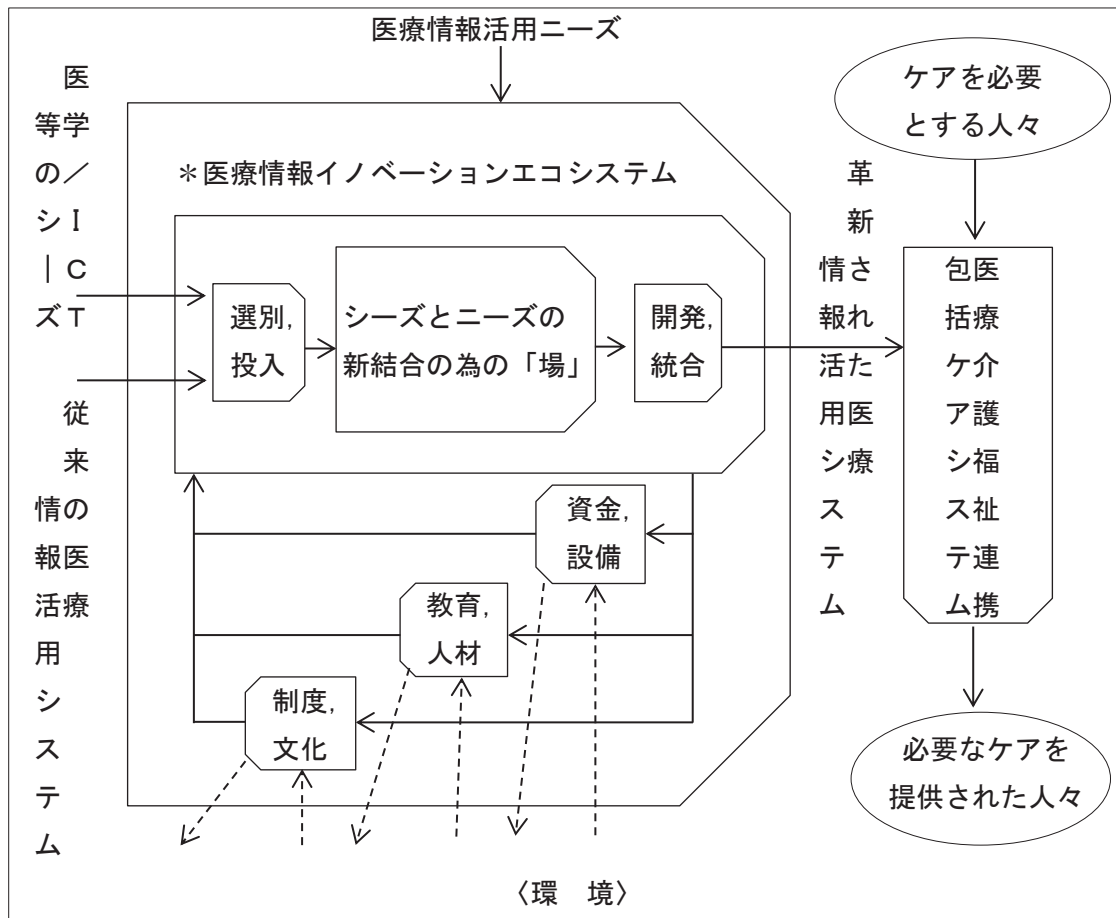 医療情報活用ニーズ
医学／ＩＣＴ
等のシーズ
従来の医療
情報活用システム
＊医療情報イノベーションエコシステム
選別，
投入
シーズとニーズの
新結合の為の「場」
開発，
統合
資金，
設備
教育，
人材
制度，
文化
革新された医療
情報活用システム
ケアを必要
とする人々
医療介護福祉連携
包括ケアシステム
必要なケアを
提供された人々
〈環　境〉